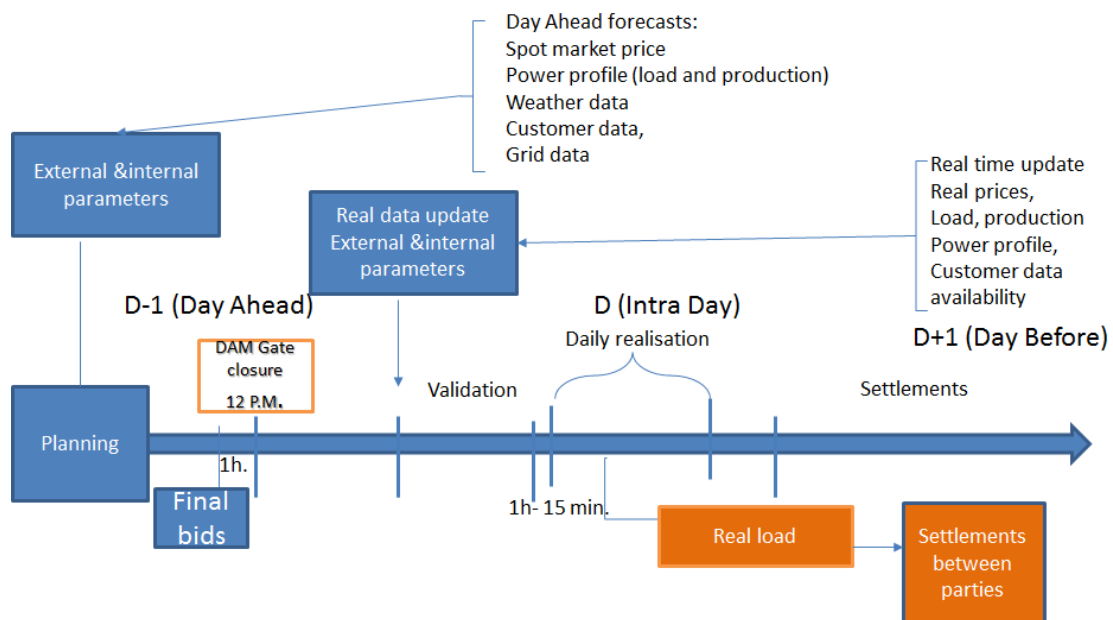 Day Ahead forecasts:
Spot market price
Power profile (load and production)
Weather data
Customer data,
Grid data
External &internal
parameters
Real data update
External &internal
parameters
Real time update
Real prices,
Load, production
Power profile,
Customer data
availability
D-1 (Day Ahead)
D (Intra Day)
Daily realisation
D+1 (Day Before)
DAM Gate
closure
12 P.M.
Validation
Settlements
Planning
1h.
Final
bids
1h- 15 min.
Real load
Settlements
between
parties